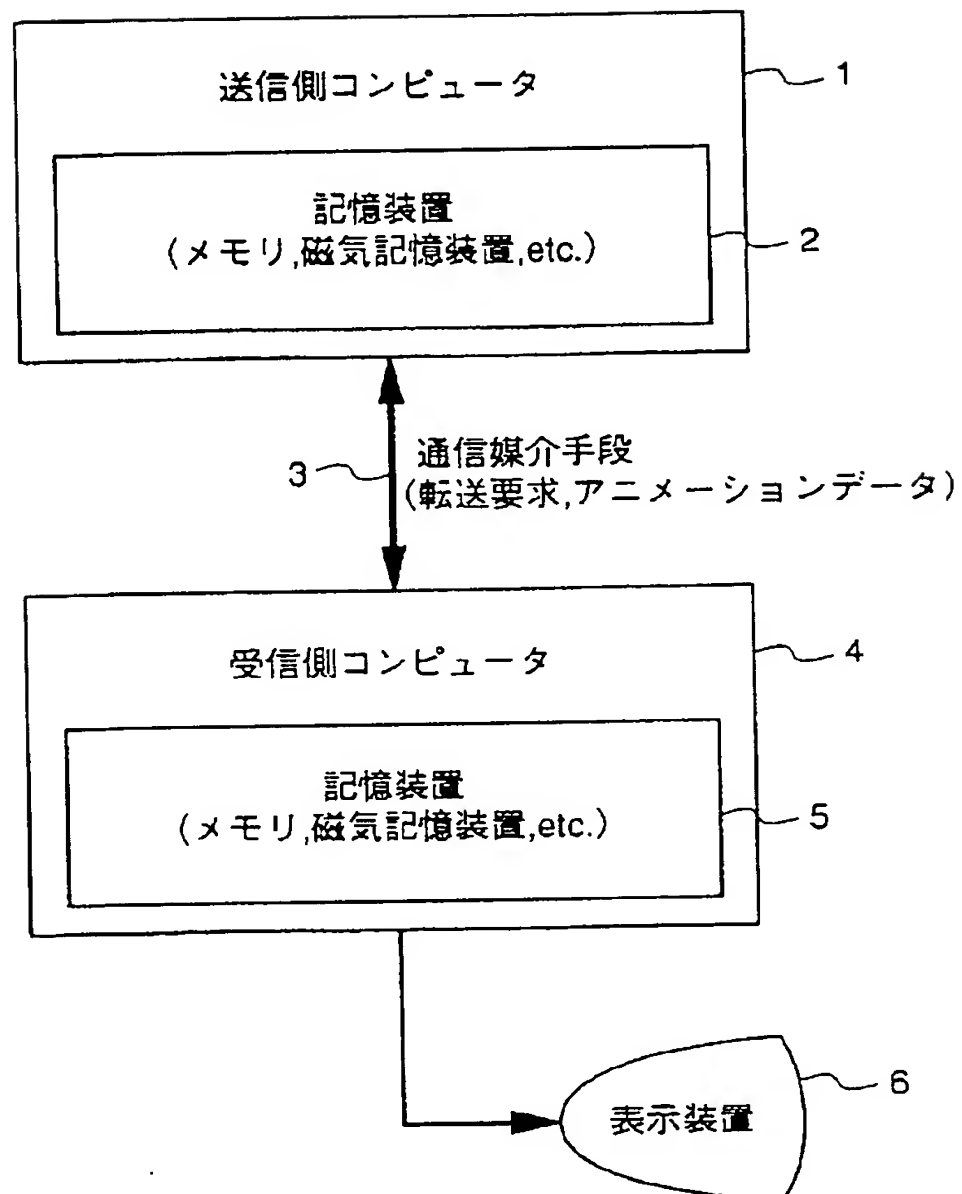 送信側コンピュータ
1
記憶装置
(メモリ,磁気記憶装置,etc.)
2
3
通信媒介手段
(転送要求,アニメーションデータ)
受信側コンピュータ
4
記憶装置
(メモリ,磁気記憶装置,etc.)
5
表示装置
6